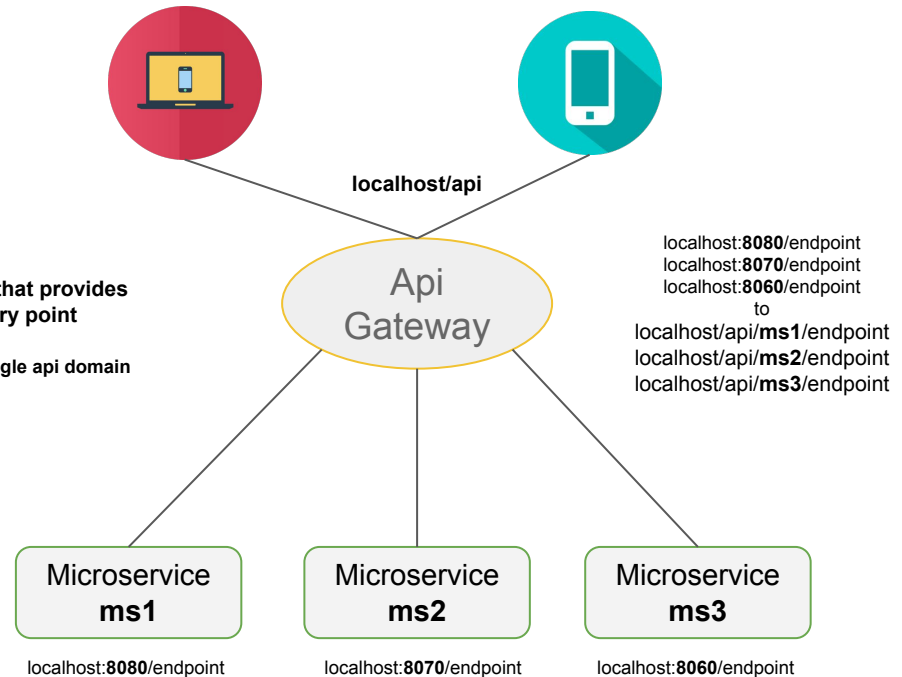 localhost/api
that provides
ry point
gle api domain
Api
Gateway
localhost:8080/endpoint
localhost:8070/endpoint
localhost:8060/endpoint
to
localhost/api/ms1/endpoint
localhost/api/ms2/endpoint
localhost/api/ms3/endpoint
Microservice
ms1
Microservice
ms2
Microservice
ms3
localhost:8080/endpoint
localhost:8070/endpoint
localhost:8060/endpoint